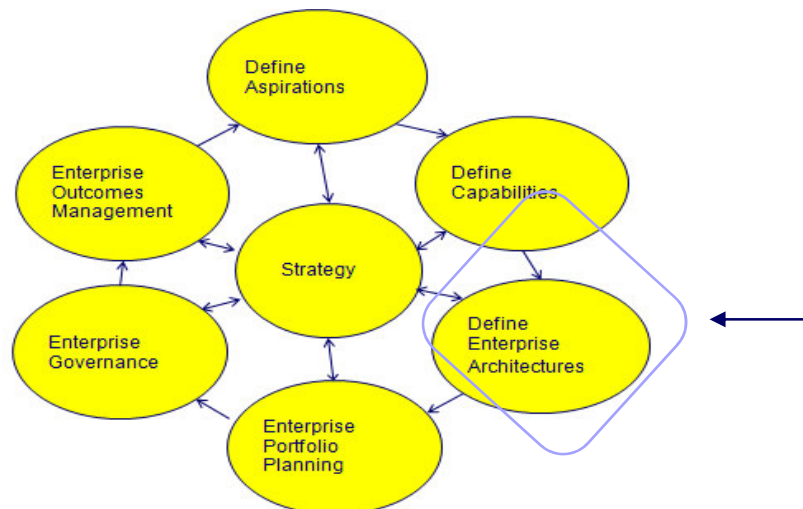 Define
Aspirations
Enterprise
Outcomes
Management
Define
Capabilities
Strategy
Enterprise
Governance
Define
Enterprise
Architectures
Enterprise
Portfolio
Planning